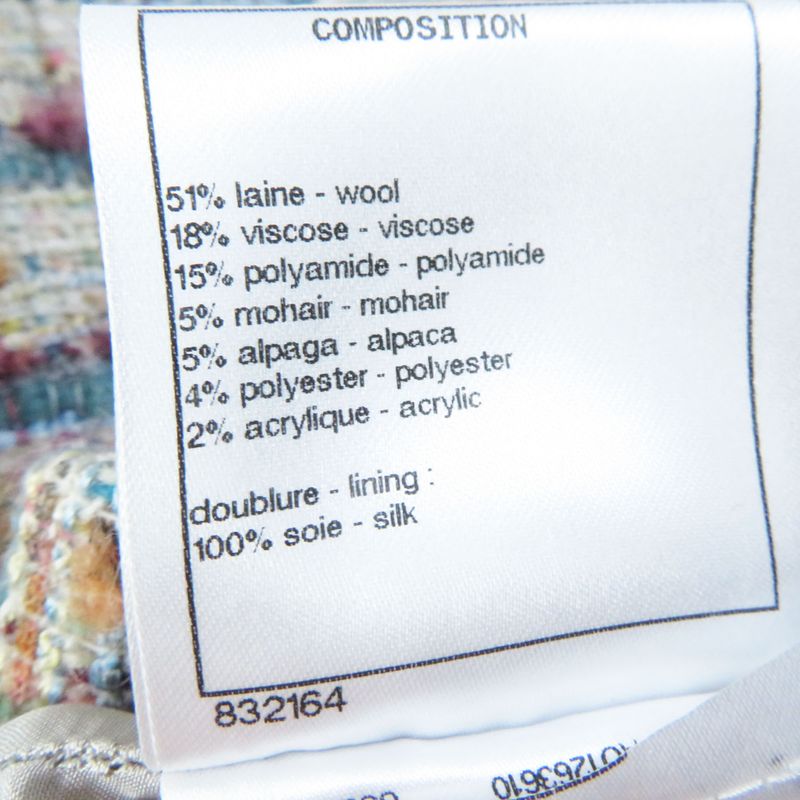 COMPOSITION
51% laine - wool
18% viscose - viscose
15% polyamide - polyamide
5% mohair - mohair
5% alpaga - alpaca
4% polyester - polyester
2% acrylique - acrylic
doublure - lining :
100% soie - silk
832164